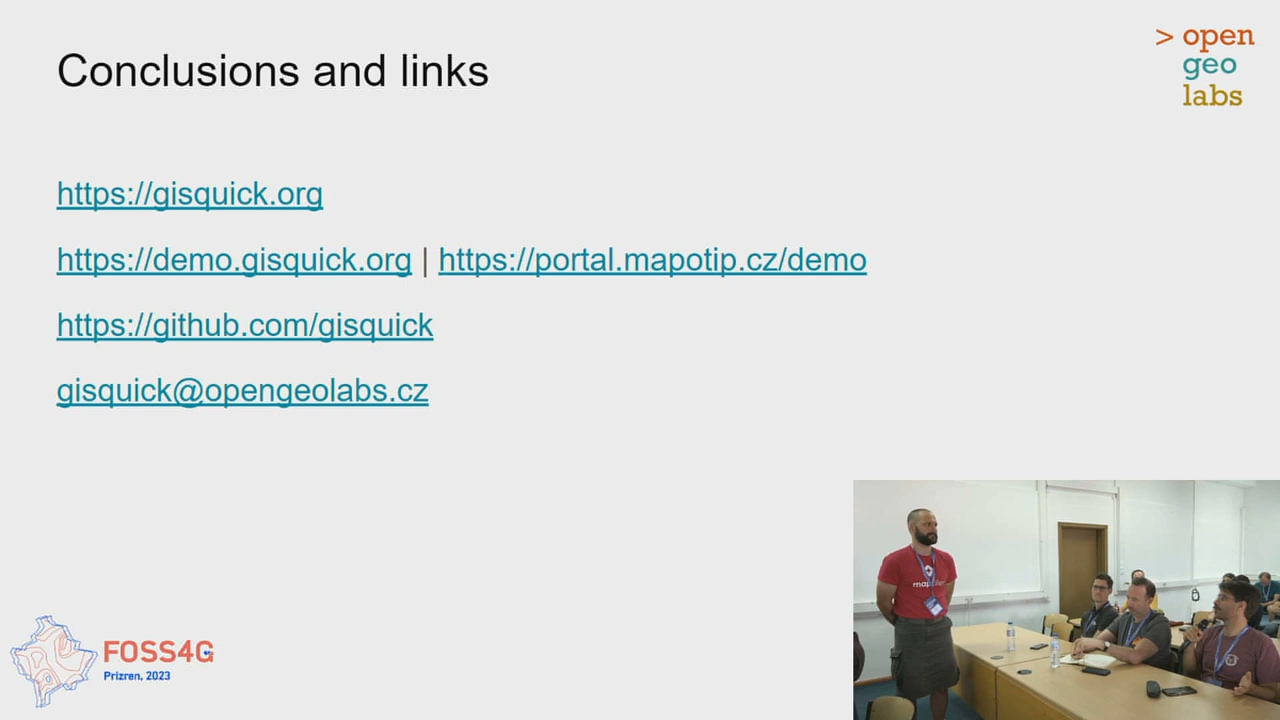 Conclusions and links
> open
geo
labs
https://gisquick.org
https://demo.gisquick.org | https://portal.mapotip.cz/demo
https://github.com/gisquick
gisquick@opengeolabs.cz
FOSS4G
Prizren, 2023